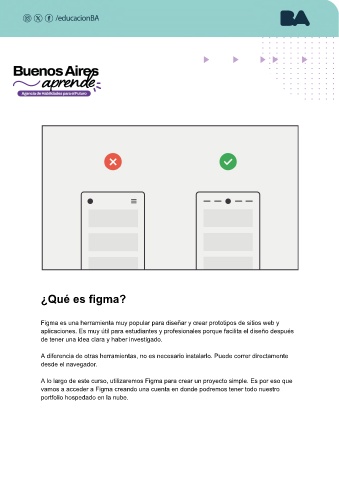 /educacionBA
BA
Buenos Aires
aprende
Agencia de Habilidades para el Futuro
¿Qué es figma?
Figma es una herramienta muy popular para diseñar y crear prototipos de sitios web y
aplicaciones. Es muy útil para estudiantes y profesionales porque facilita el diseño después
de tener una idea clara y haber investigado.
A diferencia de otras herramientas, no es necesario instalarlo. Puede correr directamente
desde el navegador.
A lo largo de este curso, utilizaremos Figma para crear un proyecto simple. Es por eso que
vamos a acceder a Figma creando una cuenta en donde podremos tener todo nuestro
portfolio hospedado en la nube.